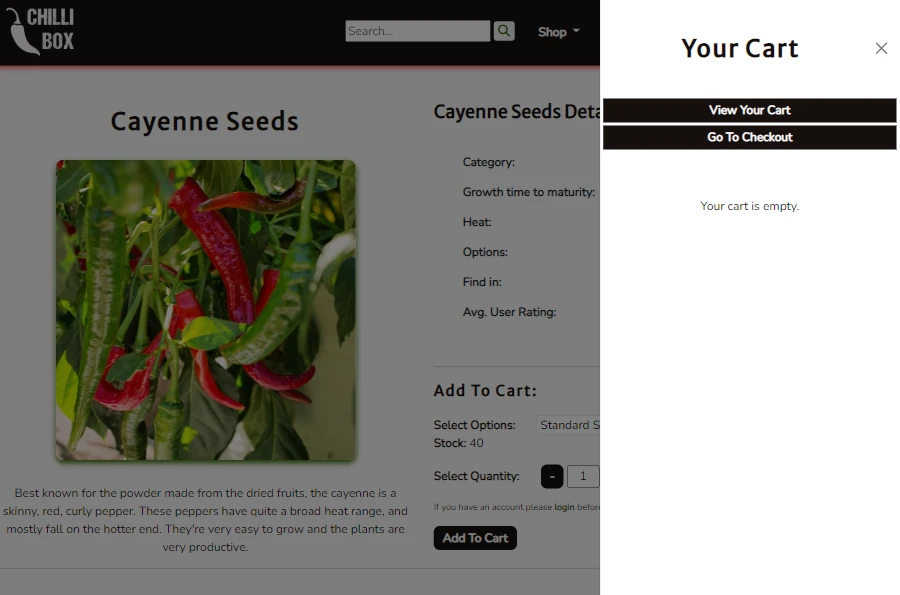 CHILLI
BOX
Search...
Shop
Your Cart
View Your Cart
Go To Checkout
Your cart is empty.
Cayenne Seeds
Best known for the powder made from the dried fruits, the cayenne is a
skinny, red, curly pepper. These peppers have quite a broad heat range, and
mostly fall on the hotter end. They're very easy to grow and the plants are
very productive.
Cayenne Seeds Deta
Category:
Growth time to maturity:
Heat:
Options:
Find in:
Avg. User Rating:
Add To Cart:
Select Options: Standard S
Stock: 40
Select Quantity: - 1
If you have an account please login before
Add To Cart